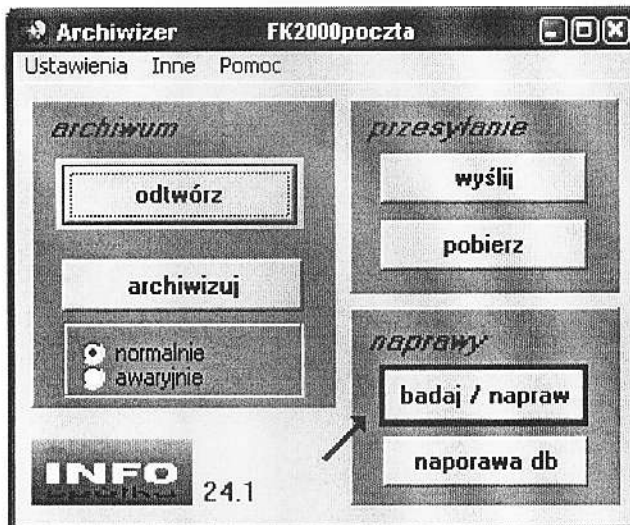 Archiwizer FK2000poczta
Ustawienia Inne Pomoc
archiwum
odtwórz
archiwizuj
normalnie
awaryjnie
przesyłanie
wyślij
pobierz
naprawy
badaj / napraw
naporawa db
INFO
24.1